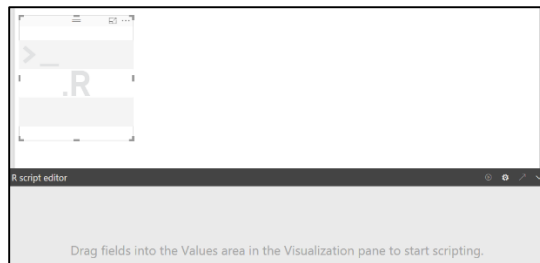 >_
.R
R script editor
Drag fields into the Values area in the Visualization pane to start scripting.